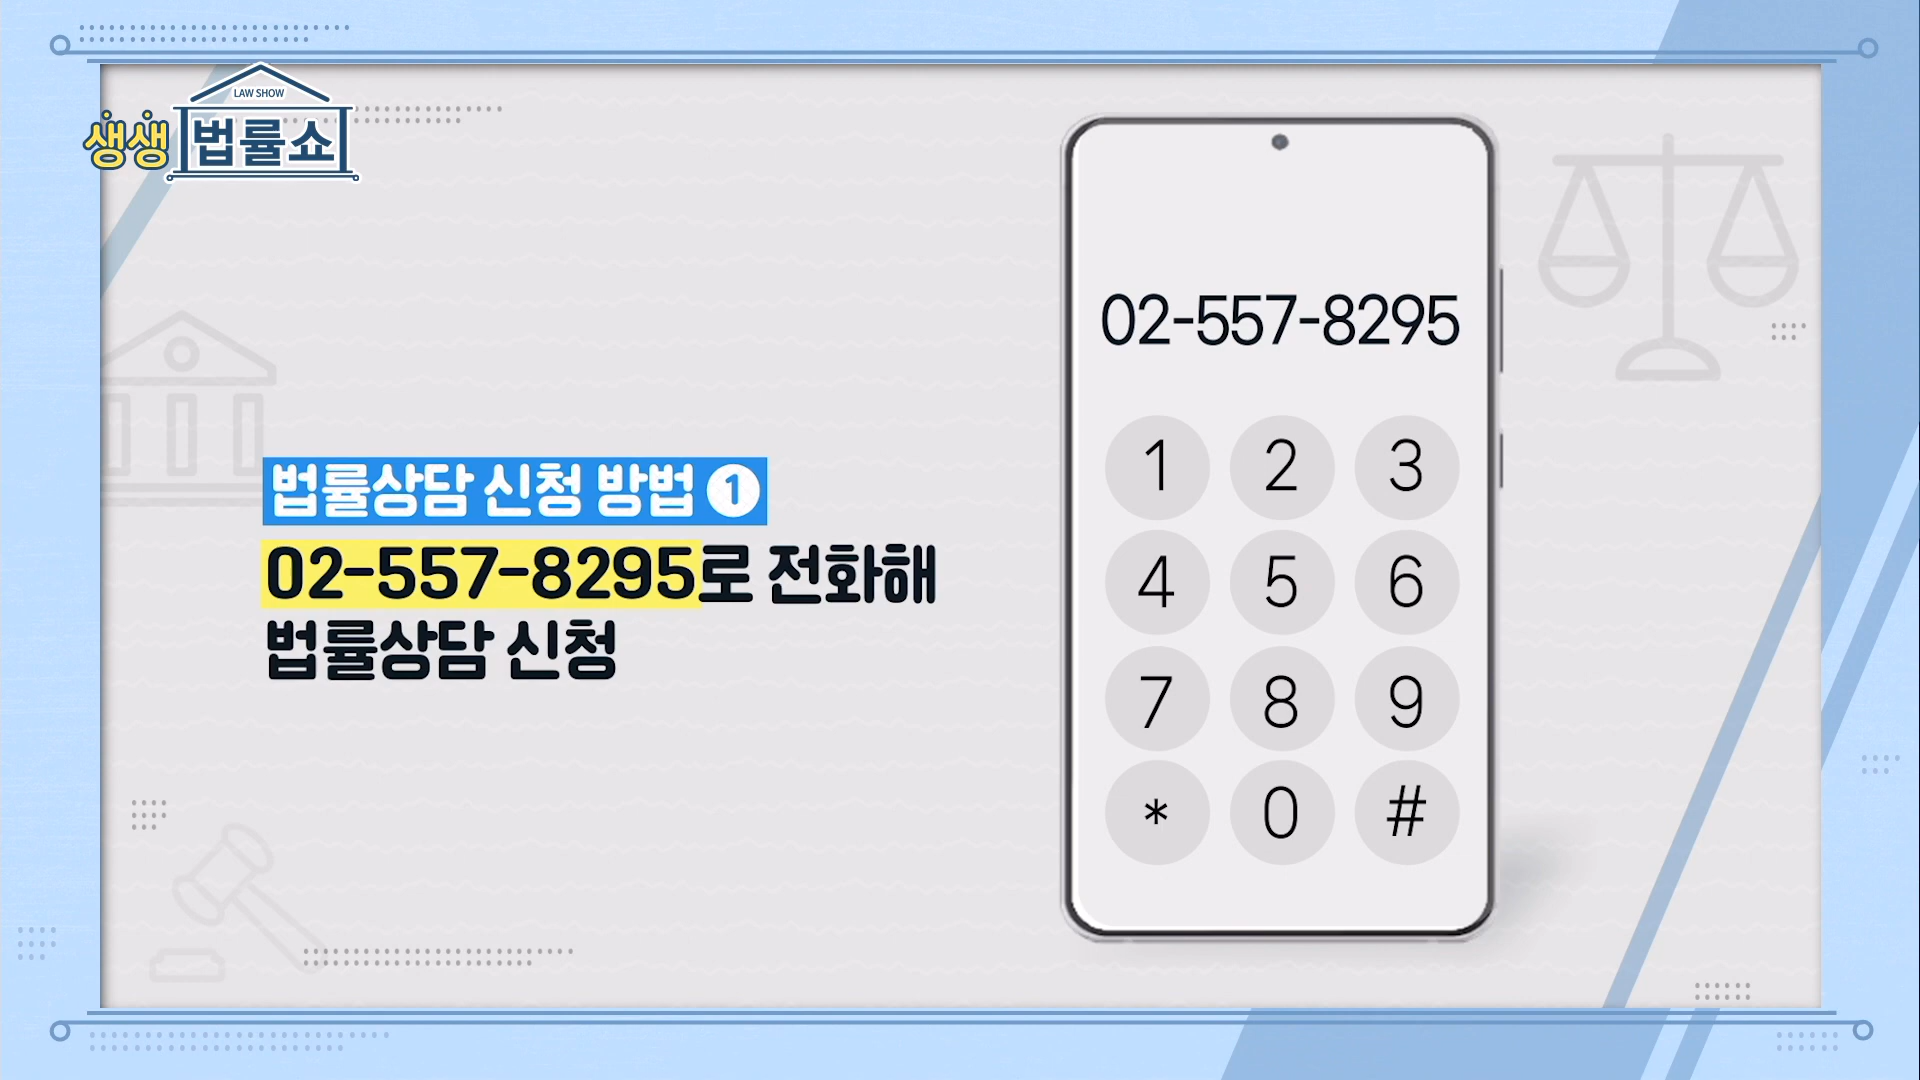 LAW SHOW
생생 법률쇼
법률상담 신청 방법 1
02-557-8295로 전화해
법률상담 신청
02-557-8295
1 2 3
4 5 6
7 8 9
* 0 #